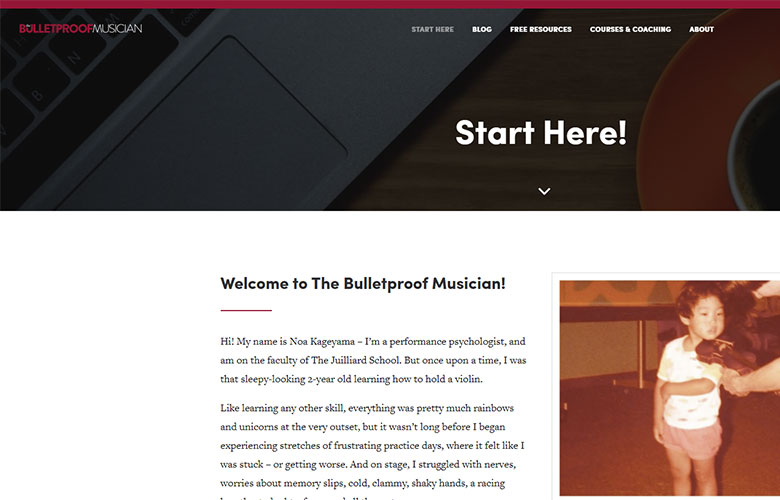 THE BULLETPROOFMUSICIAN
START HERE BLOG FREE RESOURCES COURSES & COACHING ABOUT
Start Here!
Welcome to The Bulletproof Musician!
Hi! My name is Noa Kageyama – I’m a performance psychologist, and
am on the faculty of The Juilliard School. But once upon a time, I was
that sleepy-looking 2-year old learning how to hold a violin.
Like learning any other skill, everything was pretty much rainbows
and unicorns at the very outset, but it wasn’t long before I began
experiencing stretches of frustrating practice days, where it felt like I
was stuck – or getting worse. And on stage, I struggled with nerves,
worries about memory slips, cold, clammy, shaky hands, a racing